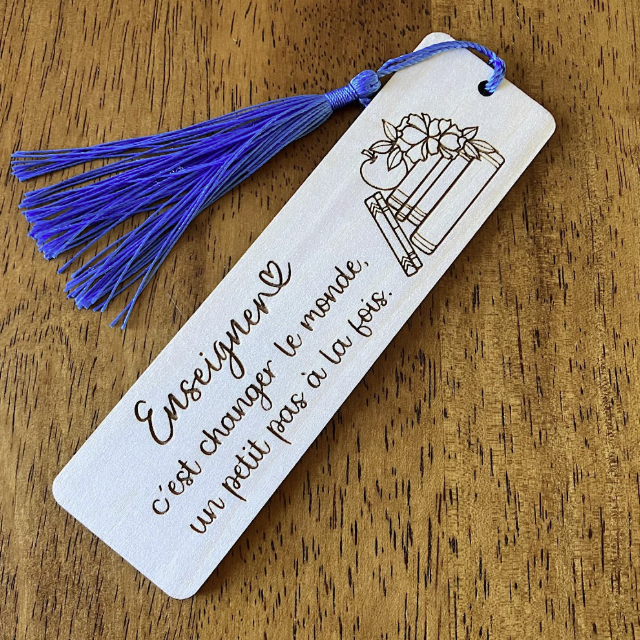 Enseigner
c'est changer le monde,
un petit pas à la fois.